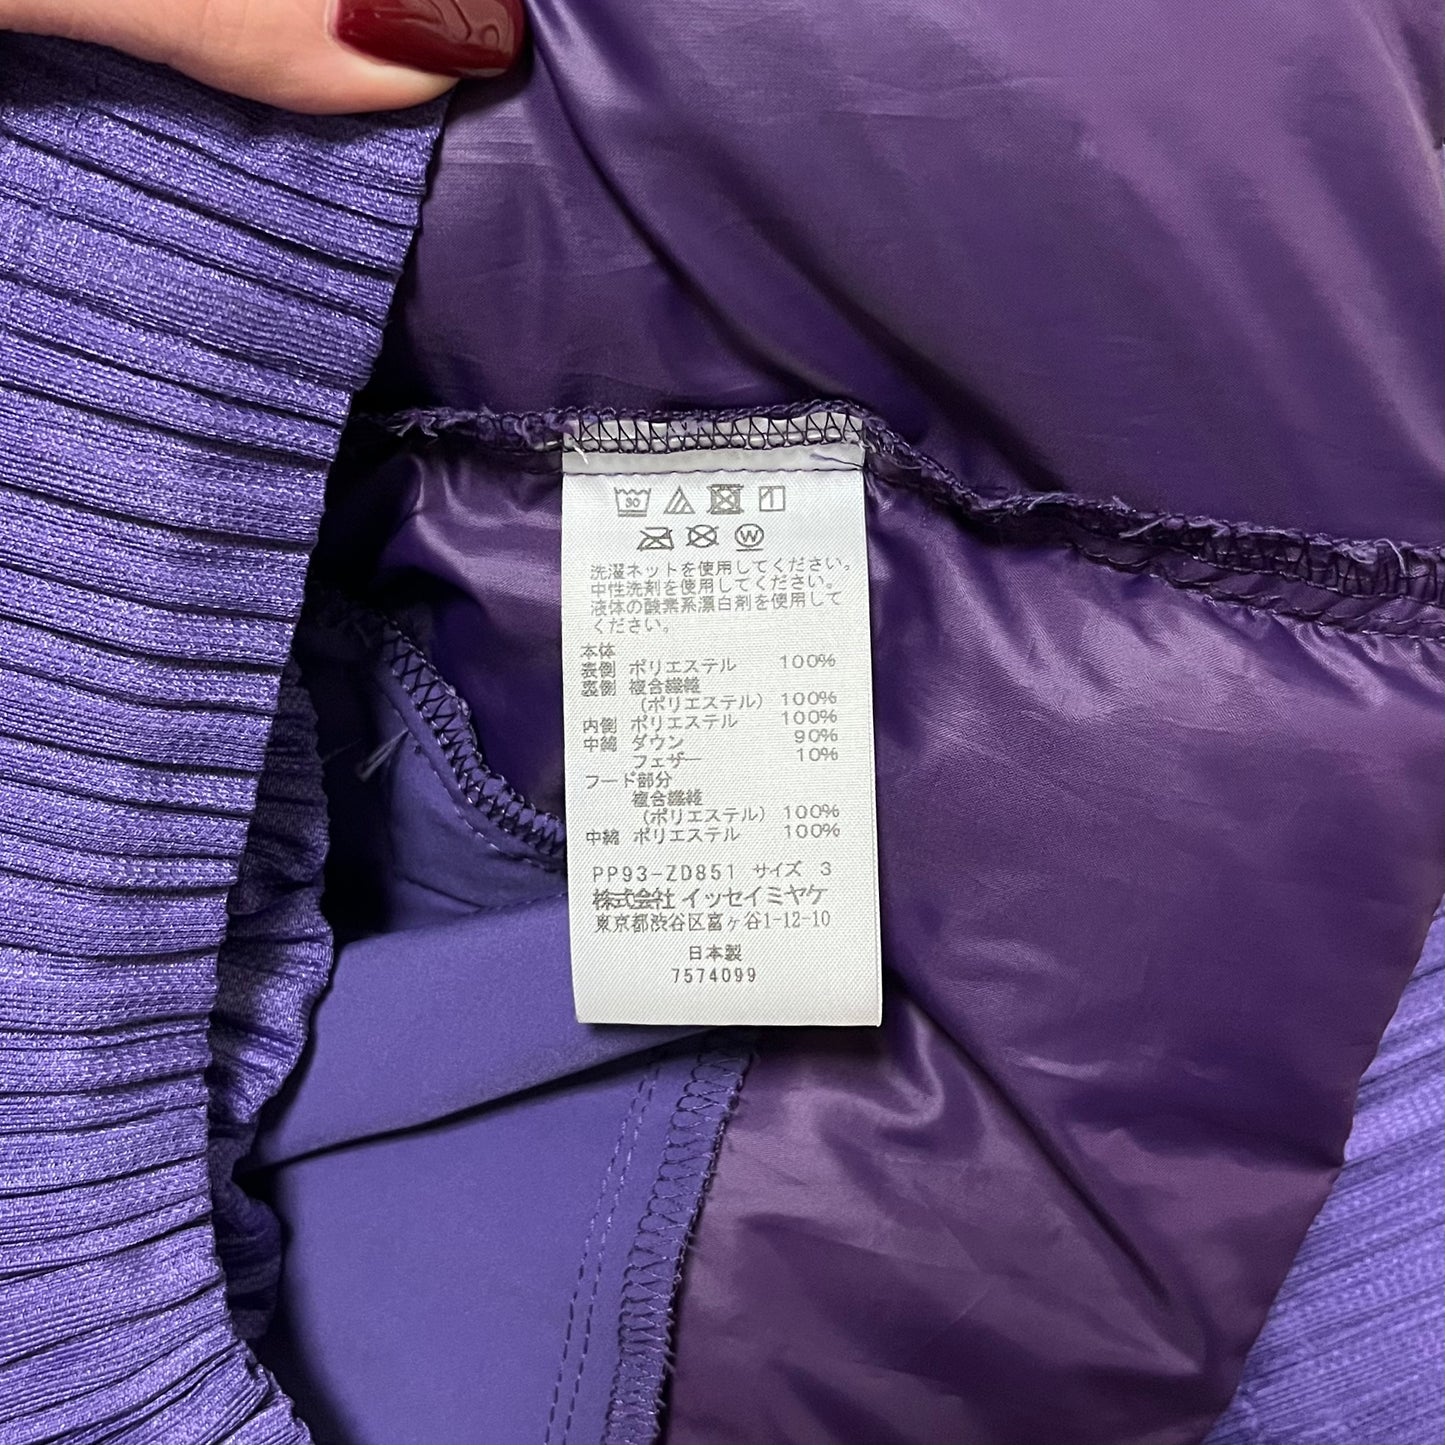 30
W
洗濯ネットを使用してください。
中性洗剤を使用してください。
液体の酸素系漂白剤を使用して
ください。
本体
表側 ポリエステル 100%
裏側 複合繊維
(ポリエステル) 100%
内側 ポリエステル 100%
中綿 ダウン 90%
フェザー 10%
フード部分
複合繊維
(ポリエステル) 100%
中綿 ポリエステル 100%
PP93-ZD851 サイズ 3
株式会社 イッセイミヤケ
東京都渋谷区富ヶ谷1-12-10
日本製
7574099